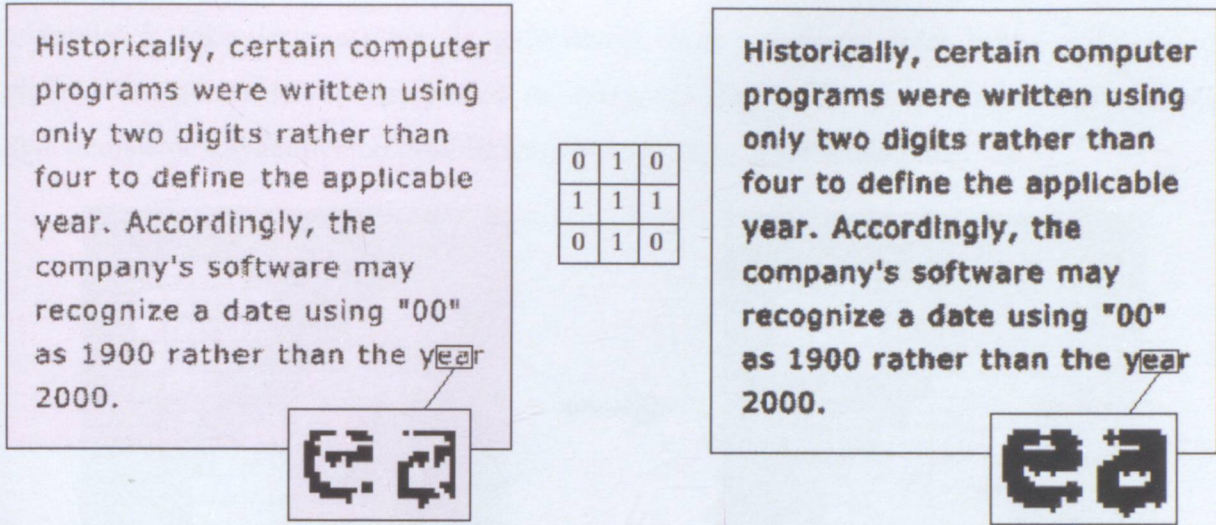 Historically, certain computer
programs were written using
only two digits rather than
four to define the applicable
year. Accordingly, the
company's software may
recognize a date using "00"
as 1900 rather than the year
2000.
ea
0 1 0
1 1 1
0 1 0
Historically, certain computer
programs were written using
only two digits rather than
four to define the applicable
year. Accordingly, the
company's software may
recognize a date using "00"
as 1900 rather than the year
2000.
ea